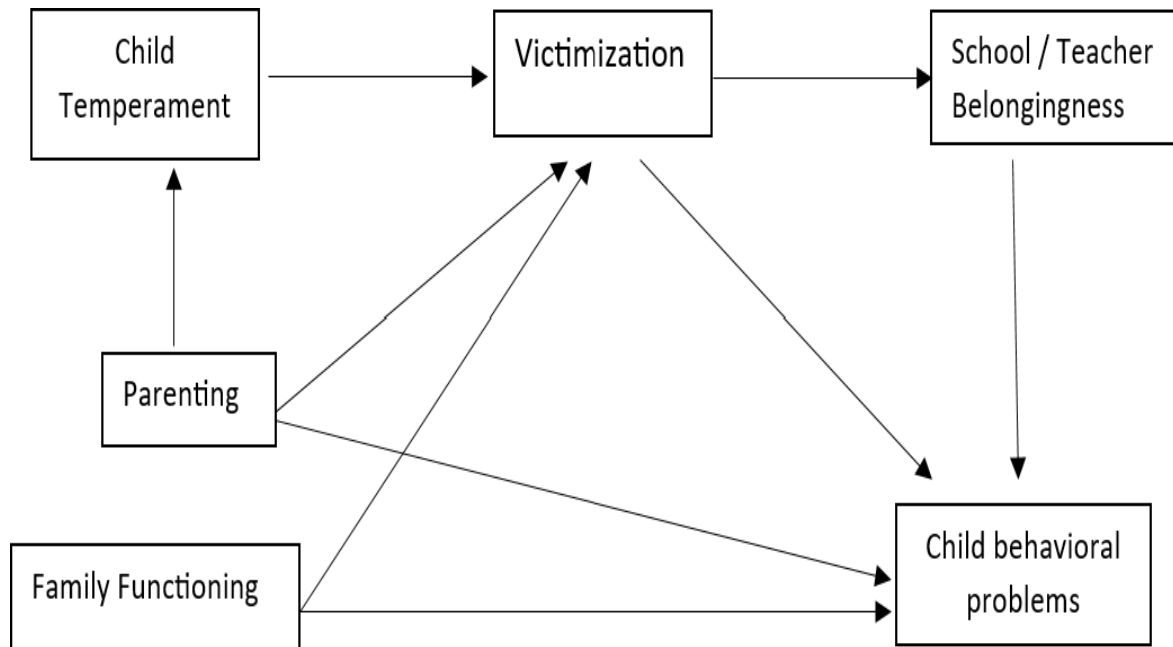 Child
Temperament
Victimization
School / Teacher
Belongingness
Parenting
Family Functioning
Child behavioral
problems